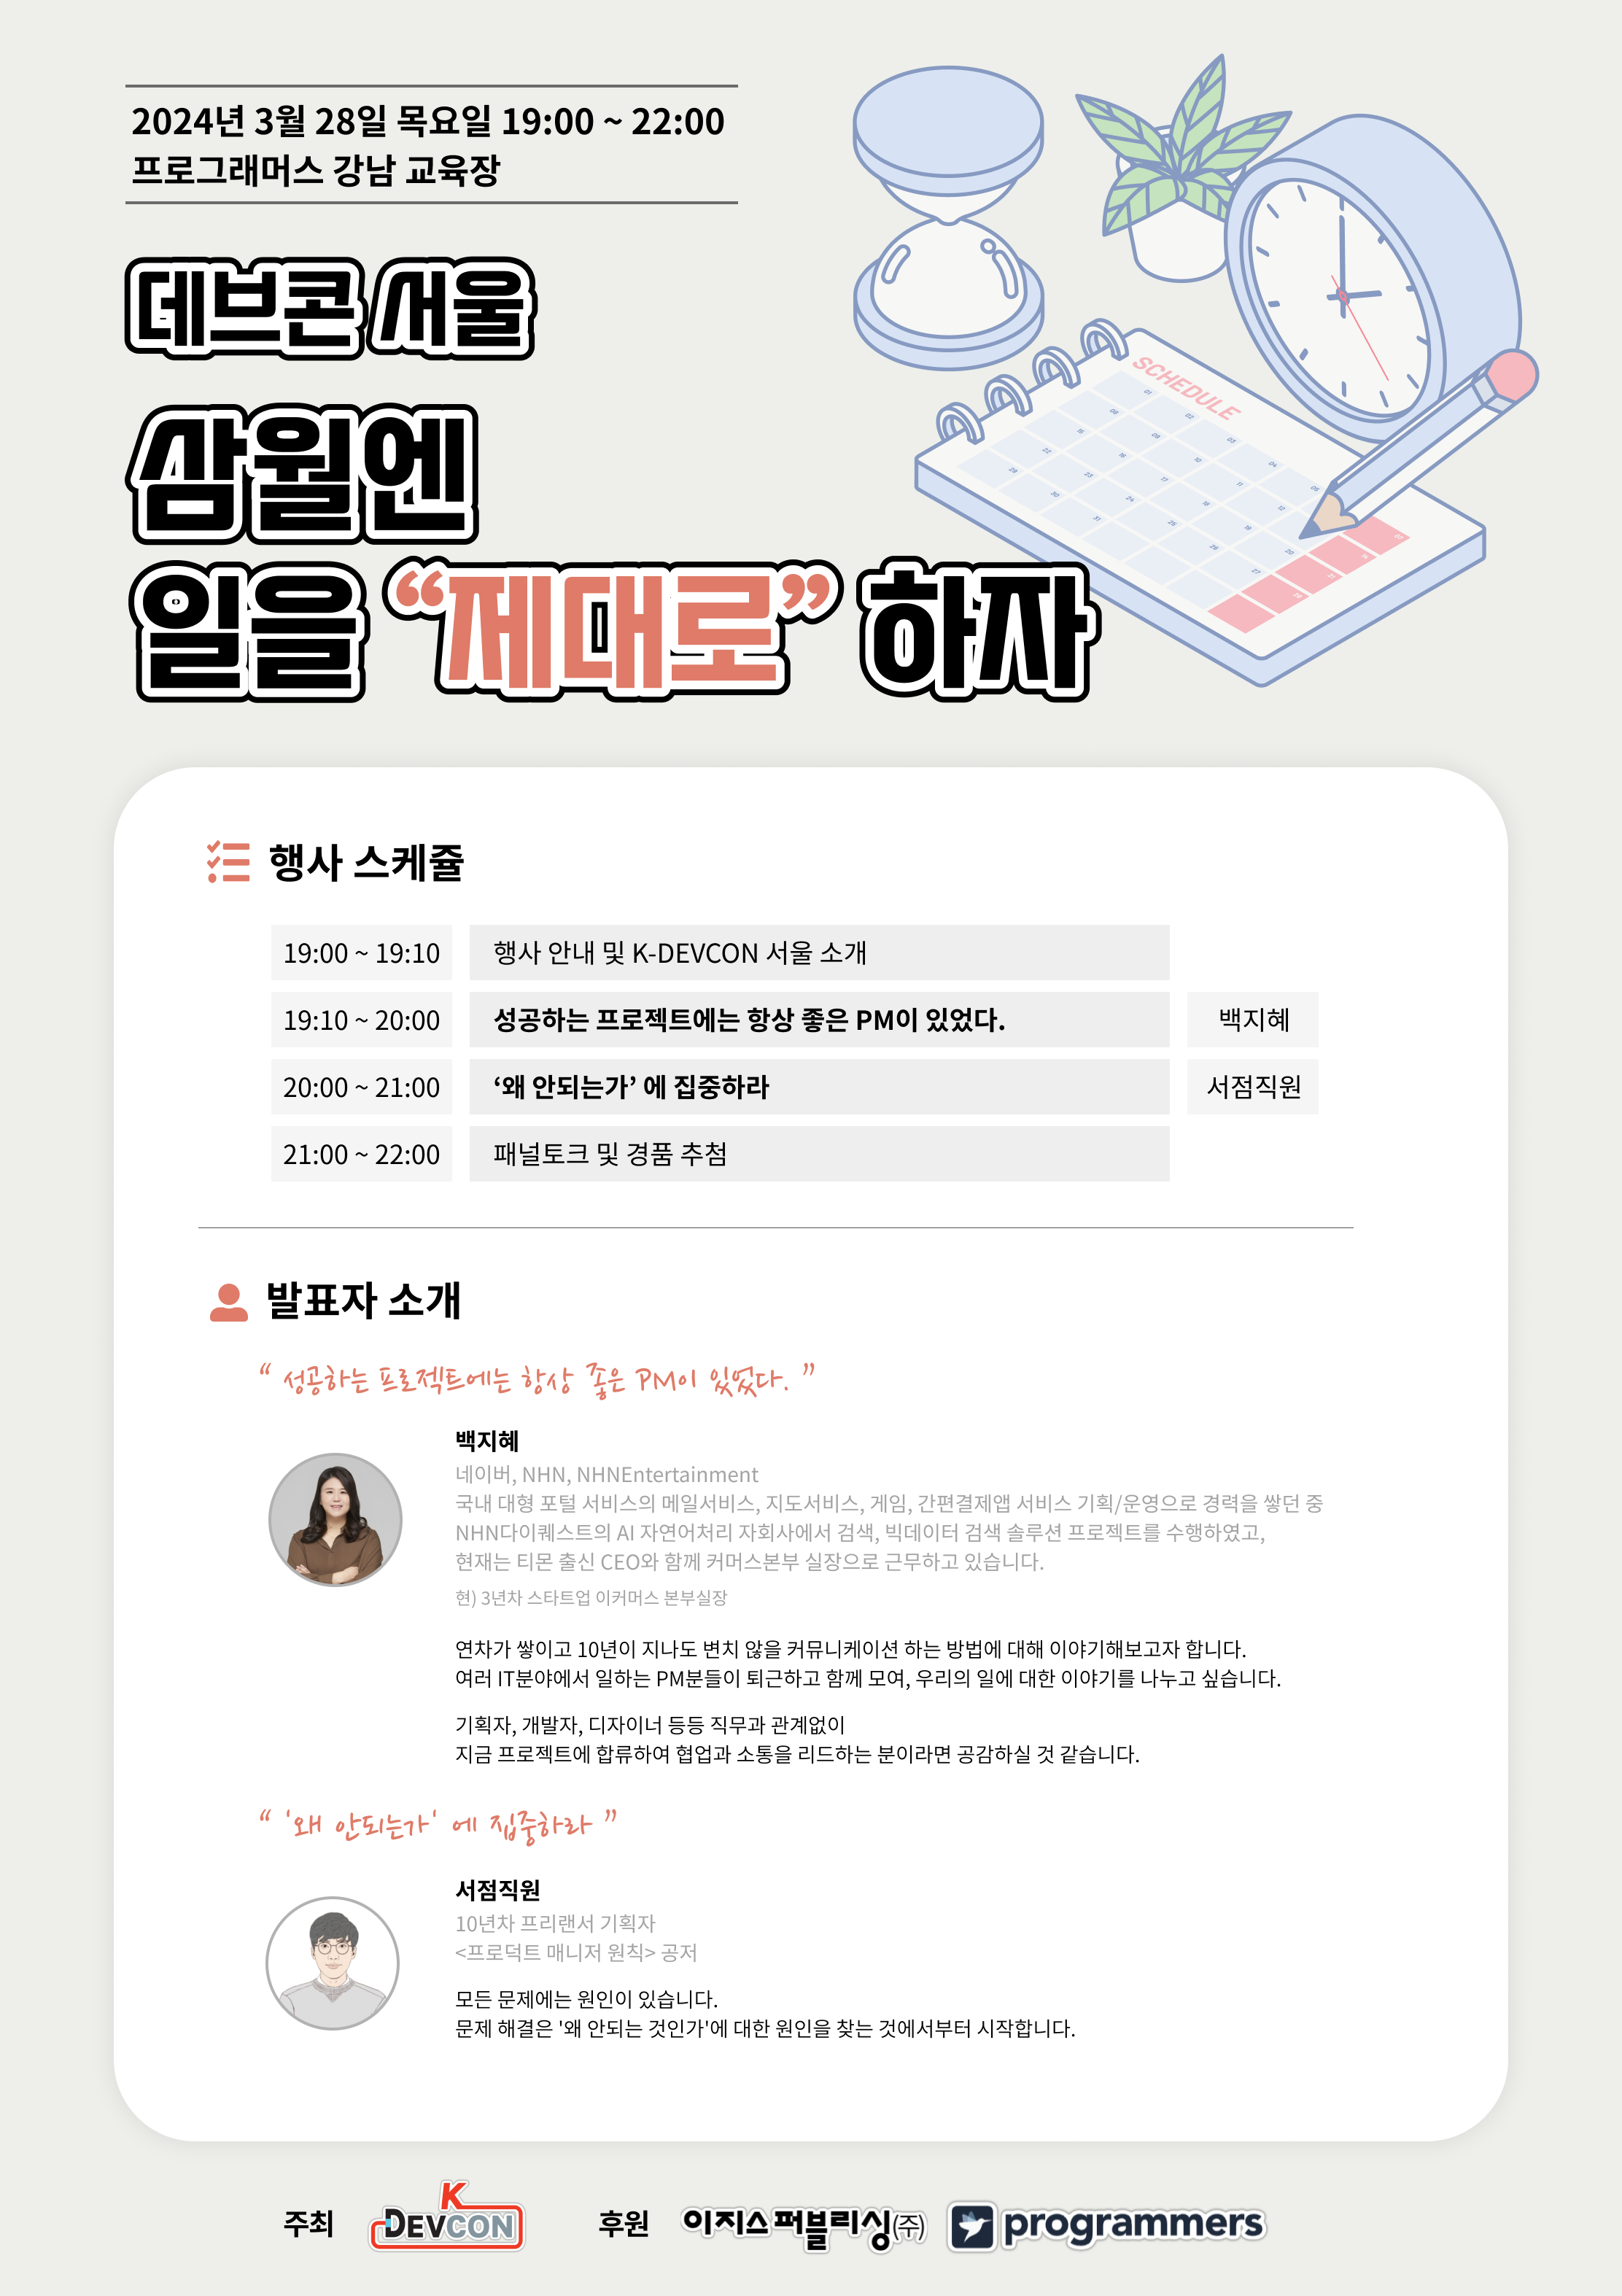 2024년 3월 28일 목요일 19:00 ~ 22:00
프로그래머스 강남 교육장
데브콘 서울
삼월엔
일을 “제대로” 하자
SCHEDULE
행사 스케쥴
19:00 ~ 19:10 행사 안내 및 K-DEVCON 서울 소개
19:10 ~ 20:00 성공하는 프로젝트에는 항상 좋은 PM이 있었다. 백지혜
20:00 ~ 21:00 ‘왜 안되는가’ 에 집중하라 서점직원
21:00 ~ 22:00 패널토크 및 경품 추첨
발표자 소개
“ 성공하는 프로젝트에는 항상 좋은 PM이 있었다. ”
백지혜
네이버, NHN, NHNEntertainment
국내 대형 포털 서비스의 메일서비스, 지도서비스, 게임, 간편결제앱 서비스 기획/운영으로 경력을 쌓던 중
NHN다이퀘스트의 AI 자연어처리 자회사에서 검색, 빅데이터 검색 솔루션 프로젝트를 수행하였고,
현재는 티몬 출신 CEO와 함께 커머스본부 실장으로 근무하고 있습니다.
현) 3년차 스타트업 이커머스 본부실장
연차가 쌓이고 10년이 지나도 변치 않을 커뮤니케이션 하는 방법에 대해 이야기해보고자 합니다.
여러 IT분야에서 일하는 PM분들이 퇴근하고 함께 모여, 우리의 일에 대한 이야기를 나누고 싶습니다.
기획자, 개발자, 디자이너 등등 직무과 관계없이
지금 프로젝트에 합류하여 협업과 소통을 리드하는 분이라면 공감하실 것 같습니다.
“ '왜 안되는가' 에 집중하라 ”
서점직원
10년차 프리랜서 기획자
<프로덕트 매니저 원칙> 공저
모든 문제에는 원인이 있습니다.
문제 해결은 '왜 안되는 것인가'에 대한 원인을 찾는 것에서부터 시작합니다.
주최 K DEVCON 후원 이지스퍼블리싱(주) programmers